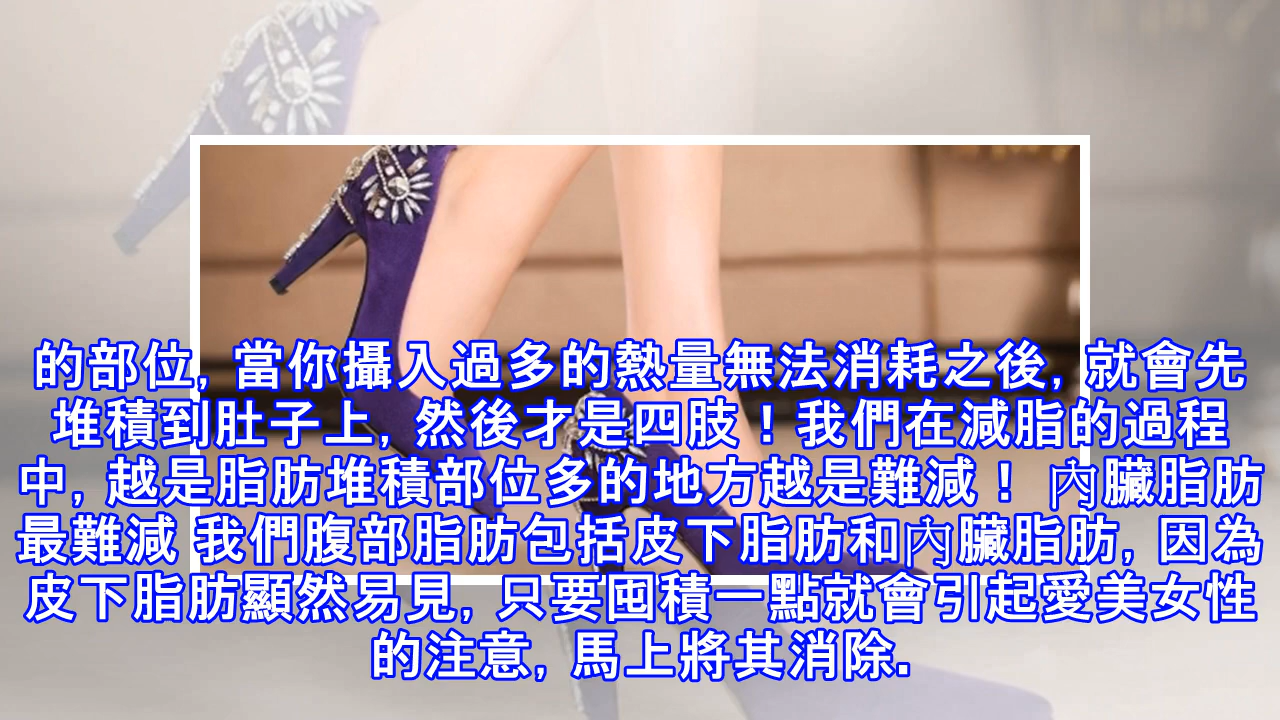 的部位, 當你攝入過多的熱量無法消耗之後, 就會先
堆積到肚子上, 然後才是四肢！我們在減脂的過程
中, 越是脂肪堆積部位多的地方越是難減！ 內臟脂肪
最難減 我們腹部脂肪包括皮下脂肪和內臟脂肪, 因為
皮下脂肪顯然易見, 只要囤積一點就會引起愛美女性
的注意, 馬上將其消除.